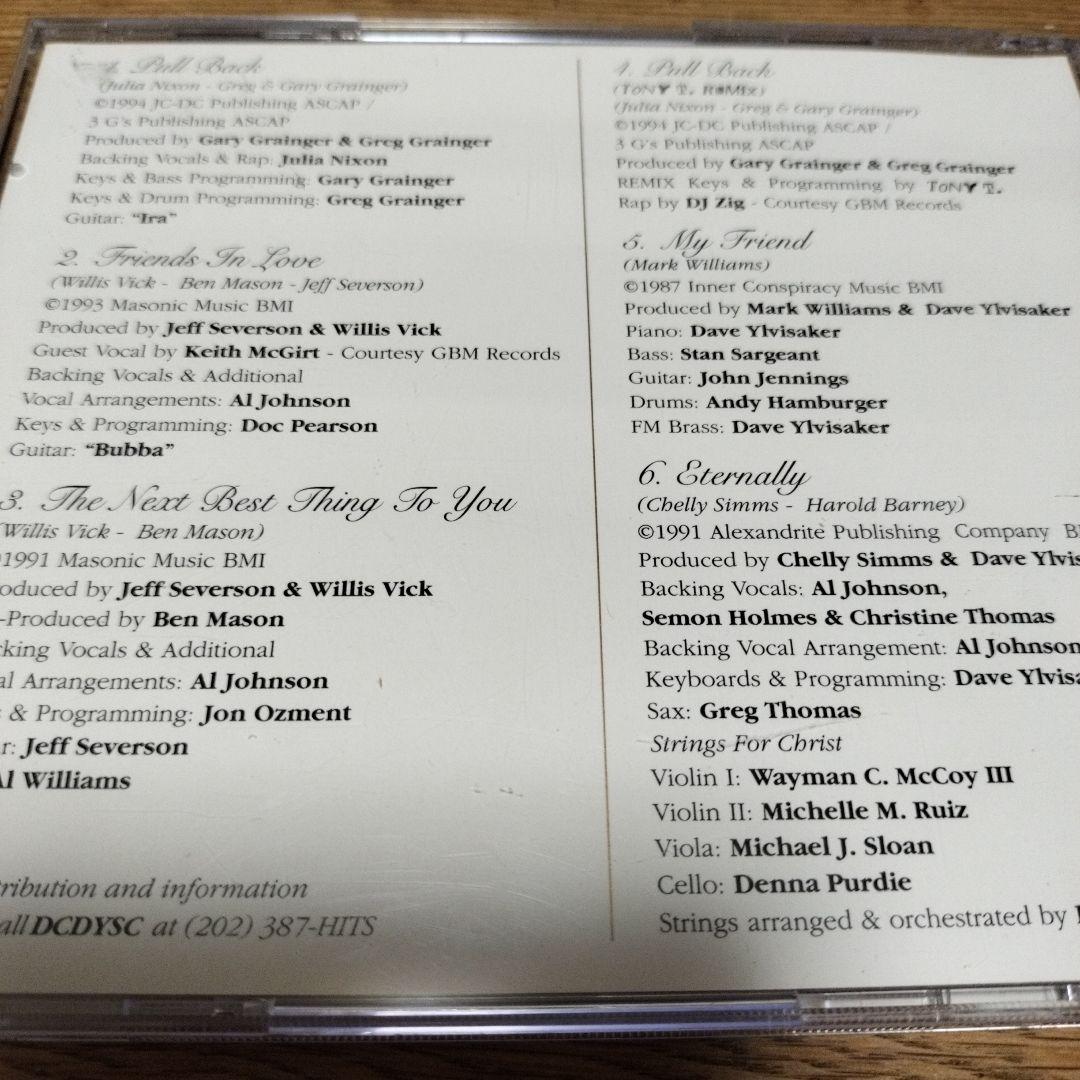 1. Pull Back
(Julia Nixon - Greg & Gary Grainger)
©1994 JC-DC Publishing ASCAP /
3 G's Publishing ASCAP
Produced by Gary Grainger & Greg Grainger
Backing Vocals & Rap: Julia Nixon
Keys & Bass Programming: Gary Grainger
Keys & Drum Programming: Greg Grainger
Guitar: "Ira"
2. Friends In Love
(Willis Vick - Ben Mason - Jeff Severson)
©1993 Masonic Music BMI
Produced by Jeff Severson & Willis Vick
Guest Vocal by Keith McGirt - Courtesy GBM Records
Backing Vocals & Additional
Vocal Arrangements: Al Johnson
Keys & Programming: Doc Pearson
Guitar: "Bubba"
3. The Next Best Thing To You
(Willis Vick - Ben Mason)
©1991 Masonic Music BMI
oduced by Jeff Severson & Willis Vick
-Produced by Ben Mason
king Vocals & Additional
al Arrangements: Al Johnson
s & Programming: Jon Ozment
r: Jeff Severson
Al Williams
tribution and information
all DCDYSC at (202) 387-HITS
4. Pull Back
(ToNY T. ReMIx)
(Julia Nixon - Greg & Gary Grainger)
©1994 JC-DC Publishing ASCAP /
3 G's Publishing ASCAP
Produced by Gary Grainger & Greg Grainger
REMIX Keys & Programming by ToNY T.
Rap by DJ Zig - Courtesy GBM Records
5. My Friend
(Mark Williams)
©1987 Inner Conspiracy Music BMI
Produced by Mark Williams & Dave Ylvisaker
Piano: Dave Ylvisaker
Bass: Stan Sargeant
Guitar: John Jennings
Drums: Andy Hamburger
FM Brass: Dave Ylvisaker
6. Eternally
(Chelly Simms - Harold Barney)
©1991 Alexandrite Publishing Company B
Produced by Chelly Simms & Dave Ylvis
Backing Vocals: Al Johnson,
Semon Holmes & Christine Thomas
Backing Vocal Arrangement: Al Johnson
Keyboards & Programming: Dave Ylvisa
Sax: Greg Thomas
Strings For Christ
Violin I: Wayman C. McCoy III
Violin II: Michelle M. Ruiz
Viola: Michael J. Sloan
Cello: Denna Purdie
Strings arranged & orchestrated by